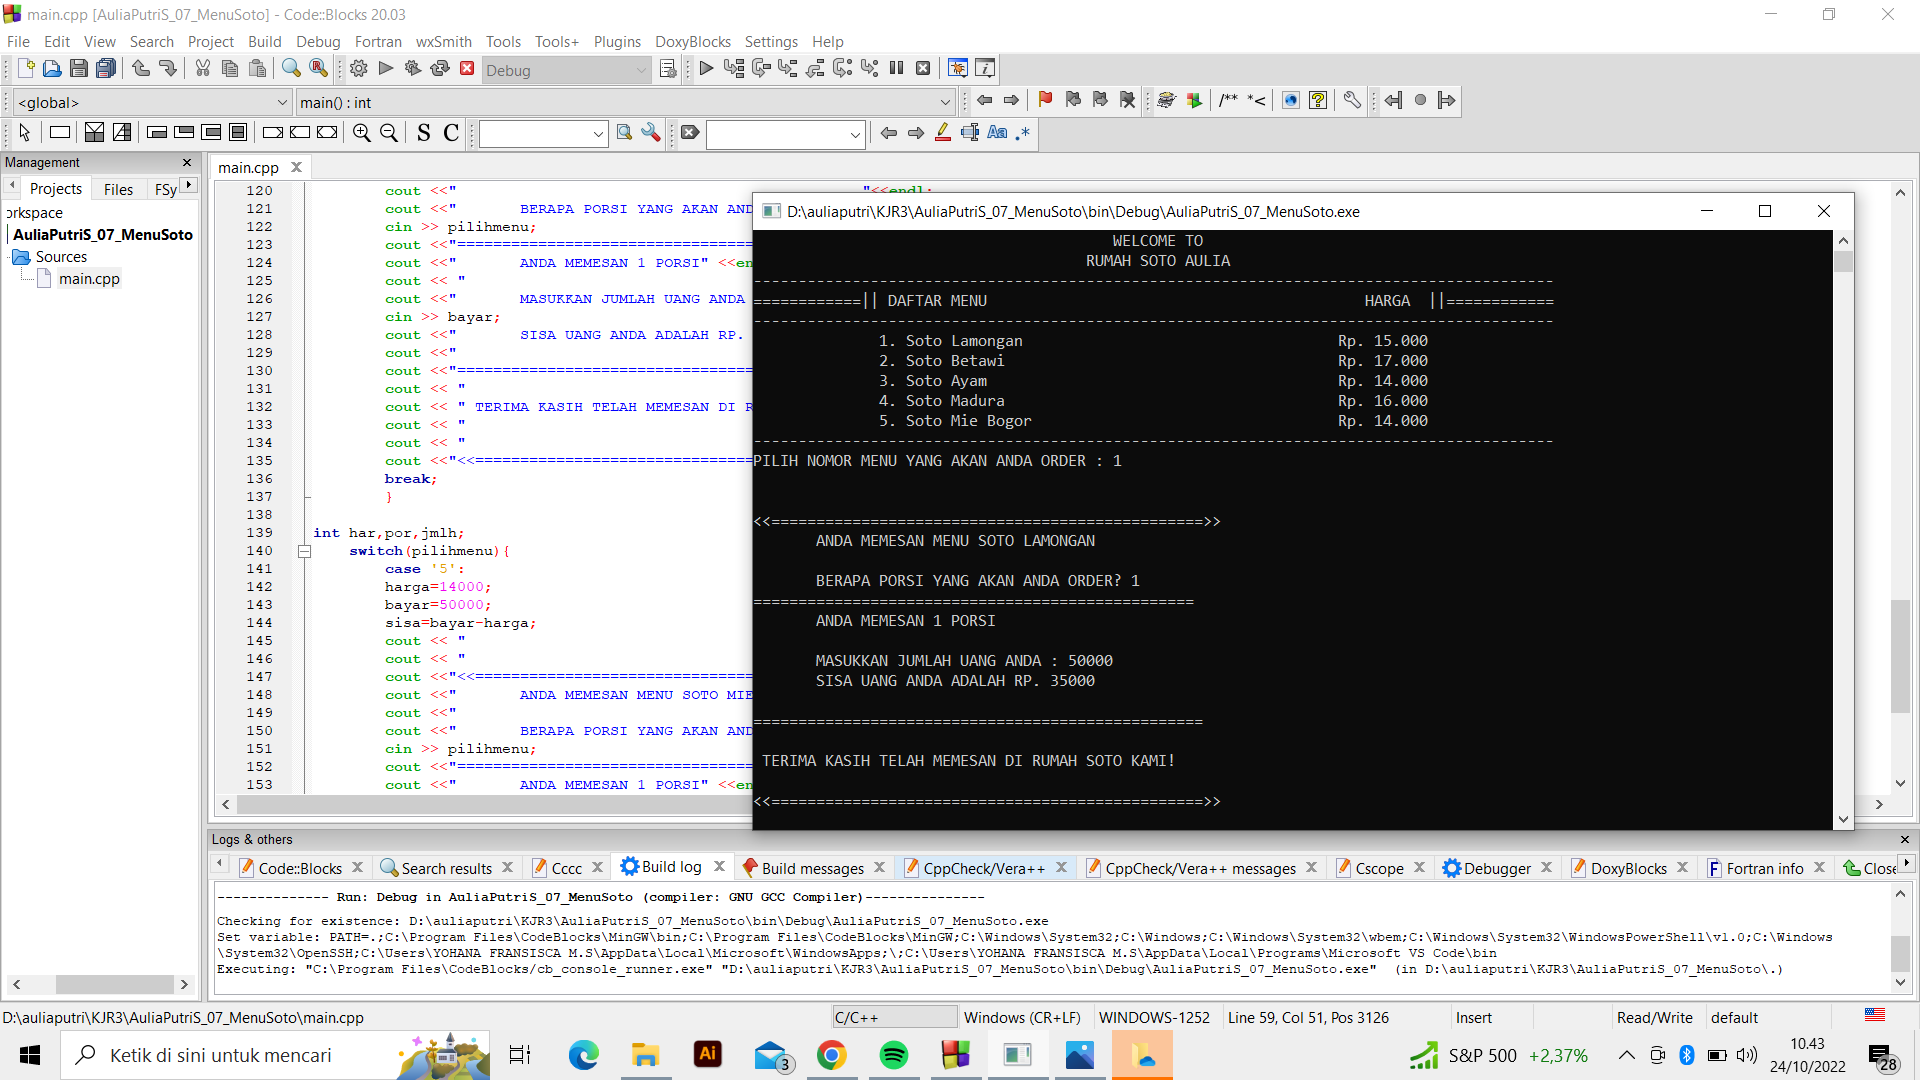 main.cpp [AuliaPutriS_07_MenuSoto] - Code::Blocks 20.03
File Edit View Search Project Build Debug Fortran wxSmith Tools Tools+ Plugins DoxyBlocks Settings Help
Debug
<global>
main() : int
/** *<
S C
Aa .*
Management
Projects Files FSy
orkspace
AuliaPutriS_07_MenuSoto
Sources
main.cpp
main.cpp
120 cout <<" "<<endl;
121 cout <<" BERAPA PORSI YANG AKAN AND
122 cin >> pilihmenu;
123 cout <<"=================================
124 cout <<" ANDA MEMESAN 1 PORSI" <<en
125 cout << "
126 cout <<" MASUKKAN JUMLAH UANG ANDA
127 cin >> bayar;
128 cout <<" SISA UANG ANDA ADALAH RP.
129 cout <<"
130 cout <<"=================================
131 cout << "
132 cout << " TERIMA KASIH TELAH MEMESAN DI R
133 cout << "
134 cout << "
135 cout <<"<<===============================
136 break;
137 }
138
139 int har,por,jmlh;
140 switch(pilihmenu){
141 case '5':
142 harga=14000;
143 bayar=50000;
144 sisa=bayar-harga;
145 cout << "
146 cout << "
147 cout <<"<<===============================
148 cout <<" ANDA MEMESAN MENU SOTO MIE
149 cout <<"
150 cout <<" BERAPA PORSI YANG AKAN AND
151 cin >> pilihmenu;
152 cout <<"=================================
153 cout <<" ANDA MEMESAN 1 PORSI" <<en
D:\auliaputri\KJR3\AuliaPutriS_07_MenuSoto\bin\Debug\AuliaPutriS_07_MenuSoto.exe
WELCOME TO
RUMAH SOTO AULIA
-----------------------------------------------------------------------------------------
============|| DAFTAR MENU HARGA ||============
-----------------------------------------------------------------------------------------
1. Soto Lamongan Rp. 15.000
2. Soto Betawi Rp. 17.000
3. Soto Ayam Rp. 14.000
4. Soto Madura Rp. 16.000
5. Soto Mie Bogor Rp. 14.000
-----------------------------------------------------------------------------------------
PILIH NOMOR MENU YANG AKAN ANDA ORDER : 1
<<================================================>>
ANDA MEMESAN MENU SOTO LAMONGAN
BERAPA PORSI YANG AKAN ANDA ORDER? 1
=================================================
ANDA MEMESAN 1 PORSI
MASUKKAN JUMLAH UANG ANDA : 50000
SISA UANG ANDA ADALAH RP. 35000
==================================================
TERIMA KASIH TELAH MEMESAN DI RUMAH SOTO KAMI!
<<================================================>>
Logs & others
Code::Blocks Search results Cccc Build log Build messages CppCheck/Vera++ CppCheck/Vera++ messages Cscope Debugger DoxyBlocks Fortran info Close
-------------- Run: Debug in AuliaPutriS_07_MenuSoto (compiler: GNU GCC Compiler)---------------
Checking for existence: D:\auliaputri\KJR3\AuliaPutriS_07_MenuSoto\bin\Debug\AuliaPutriS_07_MenuSoto.exe
Set variable: PATH=.;C:\Program Files\CodeBlocks\MinGW\bin;C:\Program Files\CodeBlocks\MinGW;C:\Windows\System32;C:\Windows;C:\Windows\System32\wbem;C:\Windows\System32\WindowsPowerShell\v1.0;C:\Windows
\System32\OpenSSH;C:\Users\YOHANA FRANSISCA M.S\AppData\Local\Microsoft\WindowsApps;\;C:\Users\YOHANA FRANSISCA M.S\AppData\Local\Programs\Microsoft VS Code\bin
Executing: "C:\Program Files\CodeBlocks/cb_console_runner.exe" "D:\auliaputri\KJR3\AuliaPutriS_07_MenuSoto\bin\Debug\AuliaPutriS_07_MenuSoto.exe" (in D:\auliaputri\KJR3\AuliaPutriS_07_MenuSoto\.)
D:\auliaputri\KJR3\AuliaPutriS_07_MenuSoto\main.cpp C/C++ Windows (CR+LF) WINDOWS-1252 Line 59, Col 51, Pos 3126 Insert Read/Write default
Ketik di sini untuk mencari
Ai
3
S&P 500 +2,37%
10.43
24/10/2022
28